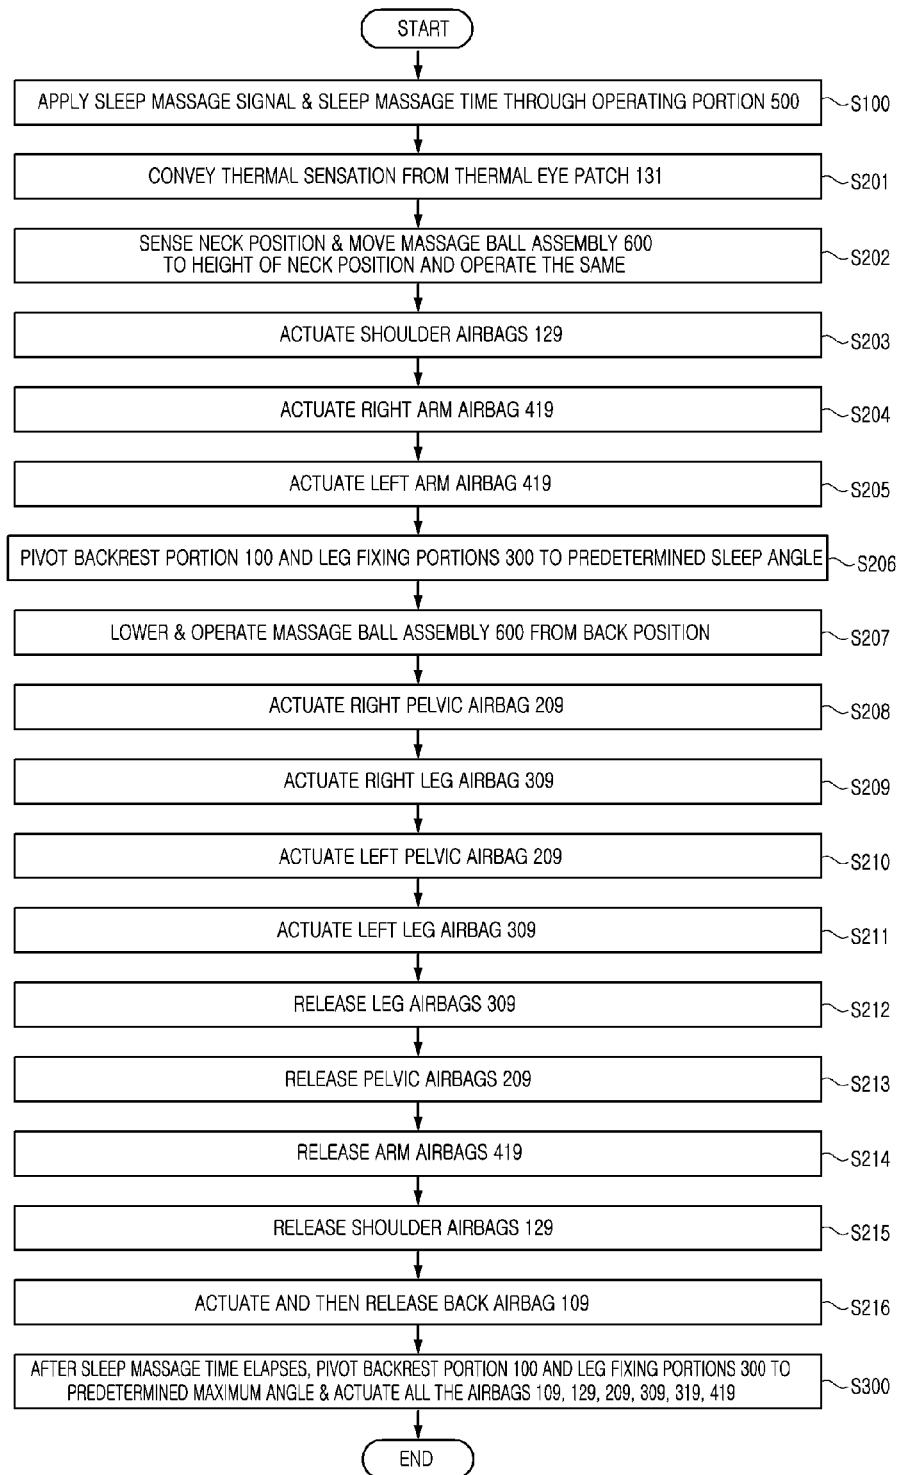 START
APPLY SLEEP MASSAGE SIGNAL & SLEEP MASSAGE TIME THROUGH OPERATING PORTION 500
S100
CONVEY THERMAL SENSATION FROM THERMAL EYE PATCH 131
S201
SENSE NECK POSITION & MOVE MASSAGE BALL ASSEMBLY 600
TO HEIGHT OF NECK POSITION AND OPERATE THE SAME
S202
ACTUATE SHOULDER AIRBAGS 129
S203
ACTUATE RIGHT ARM AIRBAG 419
S204
ACTUATE LEFT ARM AIRBAG 419
S205
PIVOT BACKREST PORTION 100 AND LEG FIXING PORTIONS 300 TO PREDETERMINED SLEEP ANGLE
S206
LOWER & OPERATE MASSAGE BALL ASSEMBLY 600 FROM BACK POSITION
S207
ACTUATE RIGHT PELVIC AIRBAG 209
S208
ACTUATE RIGHT LEG AIRBAG 309
S209
ACTUATE LEFT PELVIC AIRBAG 209
S210
ACTUATE LEFT LEG AIRBAG 309
S211
RELEASE LEG AIRBAGS 309
S212
RELEASE PELVIC AIRBAGS 209
S213
RELEASE ARM AIRBAGS 419
S214
RELEASE SHOULDER AIRBAGS 129
S215
ACTUATE AND THEN RELEASE BACK AIRBAG 109
S216
AFTER SLEEP MASSAGE TIME ELAPSES, PIVOT BACKREST PORTION 100 AND LEG FIXING PORTIONS 300 TO
PREDETERMINED MAXIMUM ANGLE & ACTUATE ALL THE AIRBAGS 109, 129, 209, 309, 319, 419
S300
END